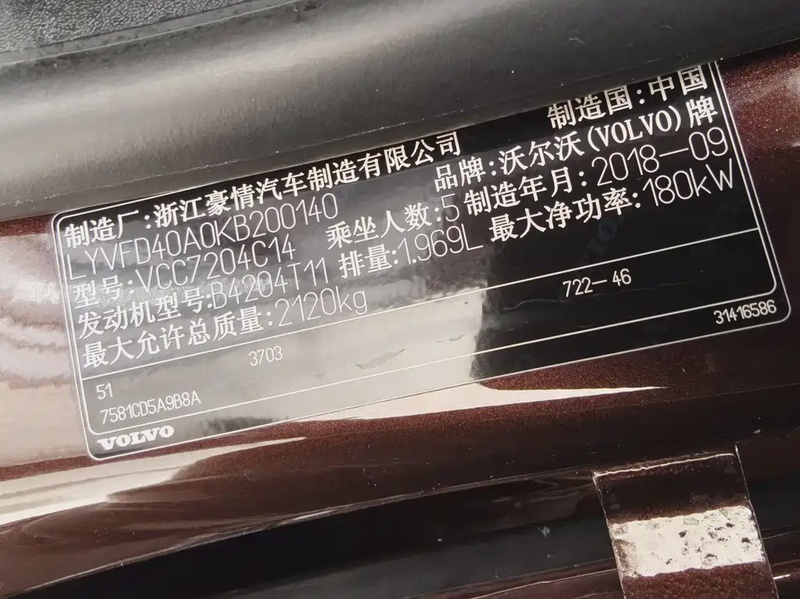 制造国:中国
制造厂:浙江豪情汽车制造有限公司 品牌:沃尔沃(VOLVO)牌
LYVFD40A0KB200140 乘坐人数:5 制造年月:2018-09
型号:VCC7204C14 排量:1.969L 最大净功率:180kW
发动机型号:B4204T11
最大允许总质量:2120kg
722-46
31416586
51 3703
7581CD5A9B8A
VOLVO